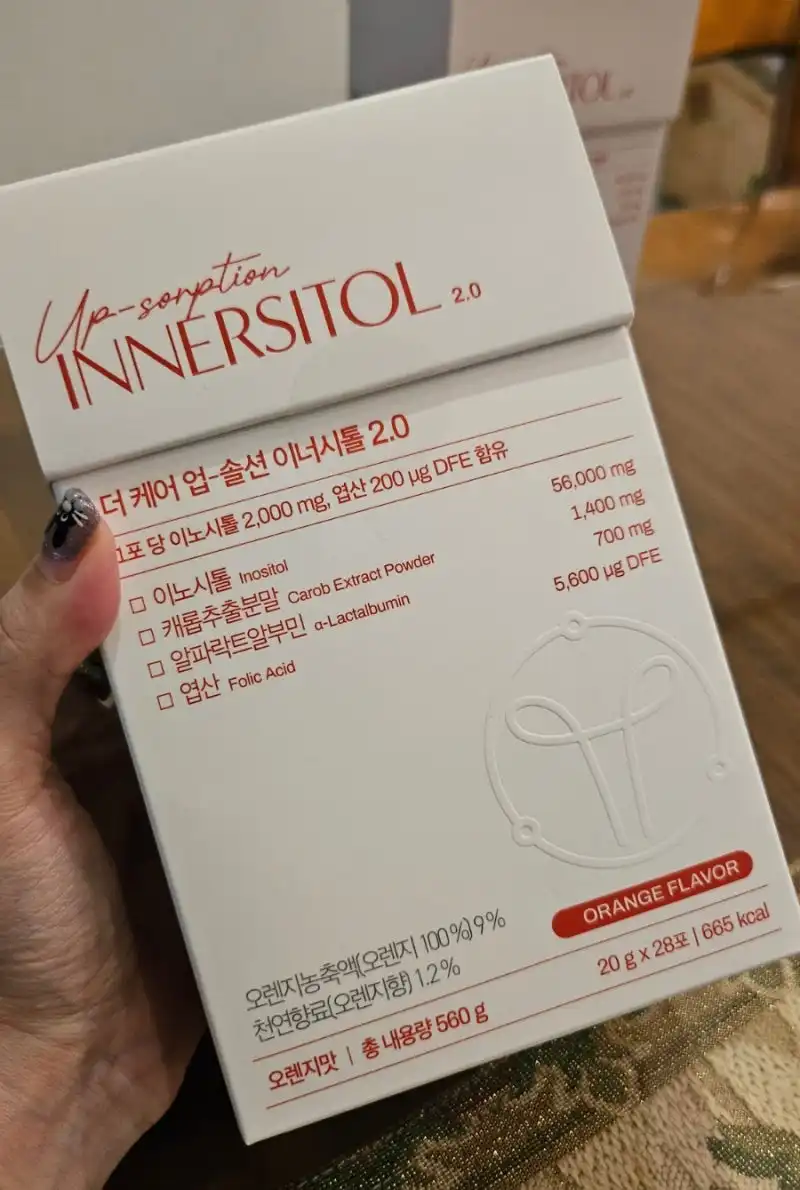 Up-sorption
INNERSITOL 2.0
더 케어 업-솔션 이너시톨 2.0
1포 당 이노시톨 2,000 mg, 엽산 200 μg DFE 함유
□ 이노시톨 Inositol 56,000 mg
□ 캐롭추출분말 Carob Extract Powder 1,400 mg
□ 알파락트알부민 α-Lactalbumin 700 mg
□ 엽산 Folic Acid 5,600 μg DFE
ORANGE FLAVOR
오렌지농축액(오렌지 100%)9%
천연향료(오렌지향) 1.2%
20 g x 28포 | 665 kcal
오렌지맛 | 총 내용량 560 g